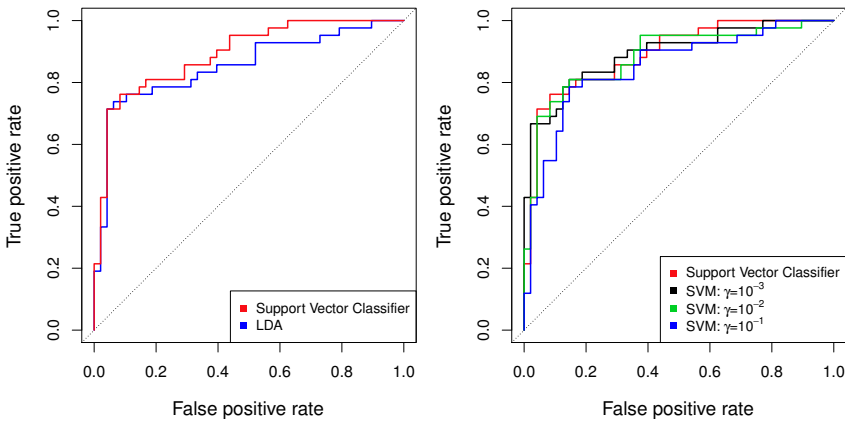 True positive rate
1.0
0.8
0.6
0.4
0.2
0.0
Support Vector Classifier
LDA
0.0 0.2 0.4 0.6 0.8 1.0
False positive rate
True positive rate
1.0
0.8
0.6
0.4
0.2
0.0
Support Vector Classifier
SVM: γ=10⁻³
SVM: γ=10⁻²
SVM: γ=10⁻¹
0.0 0.2 0.4 0.6 0.8 1.0
False positive rate